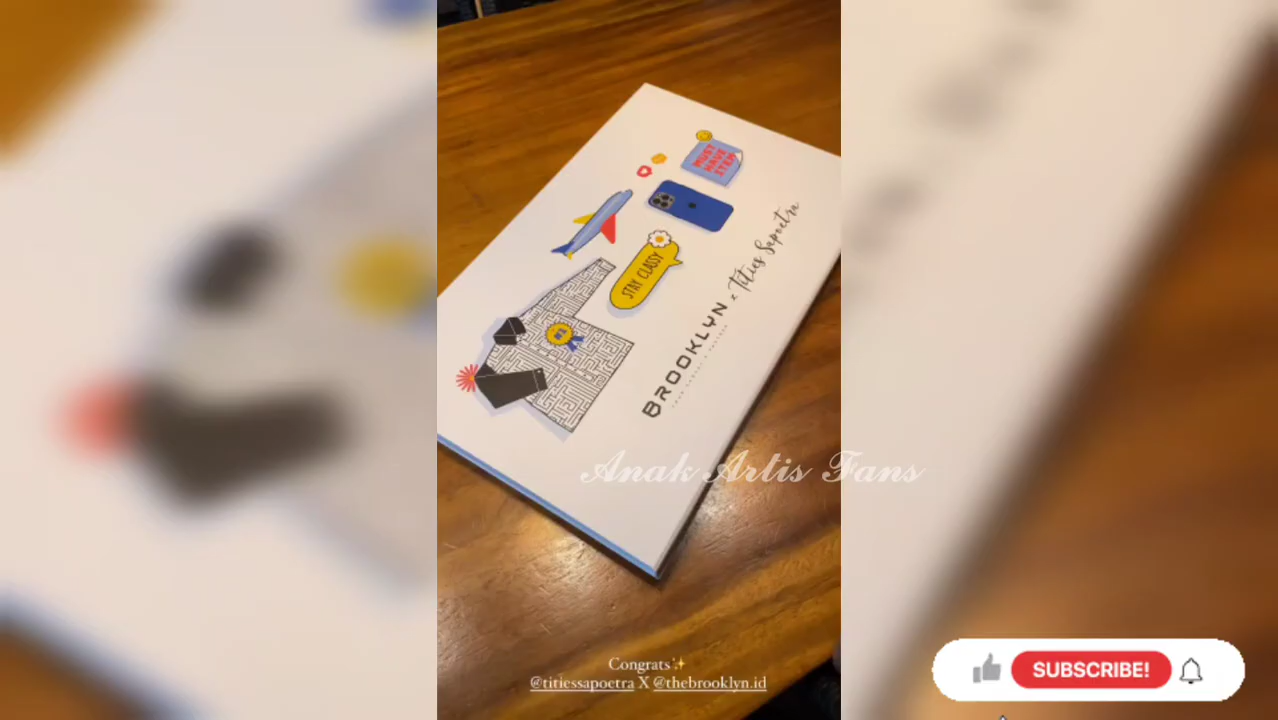 MUST
HAVE
ITEM
STAY CLASSY
BROOKLYN x Tities Sapoetra
Anak Artis Fans
Congrats✨
@titiessapoetra X @thebrooklyn.id
SUBSCRIBE!